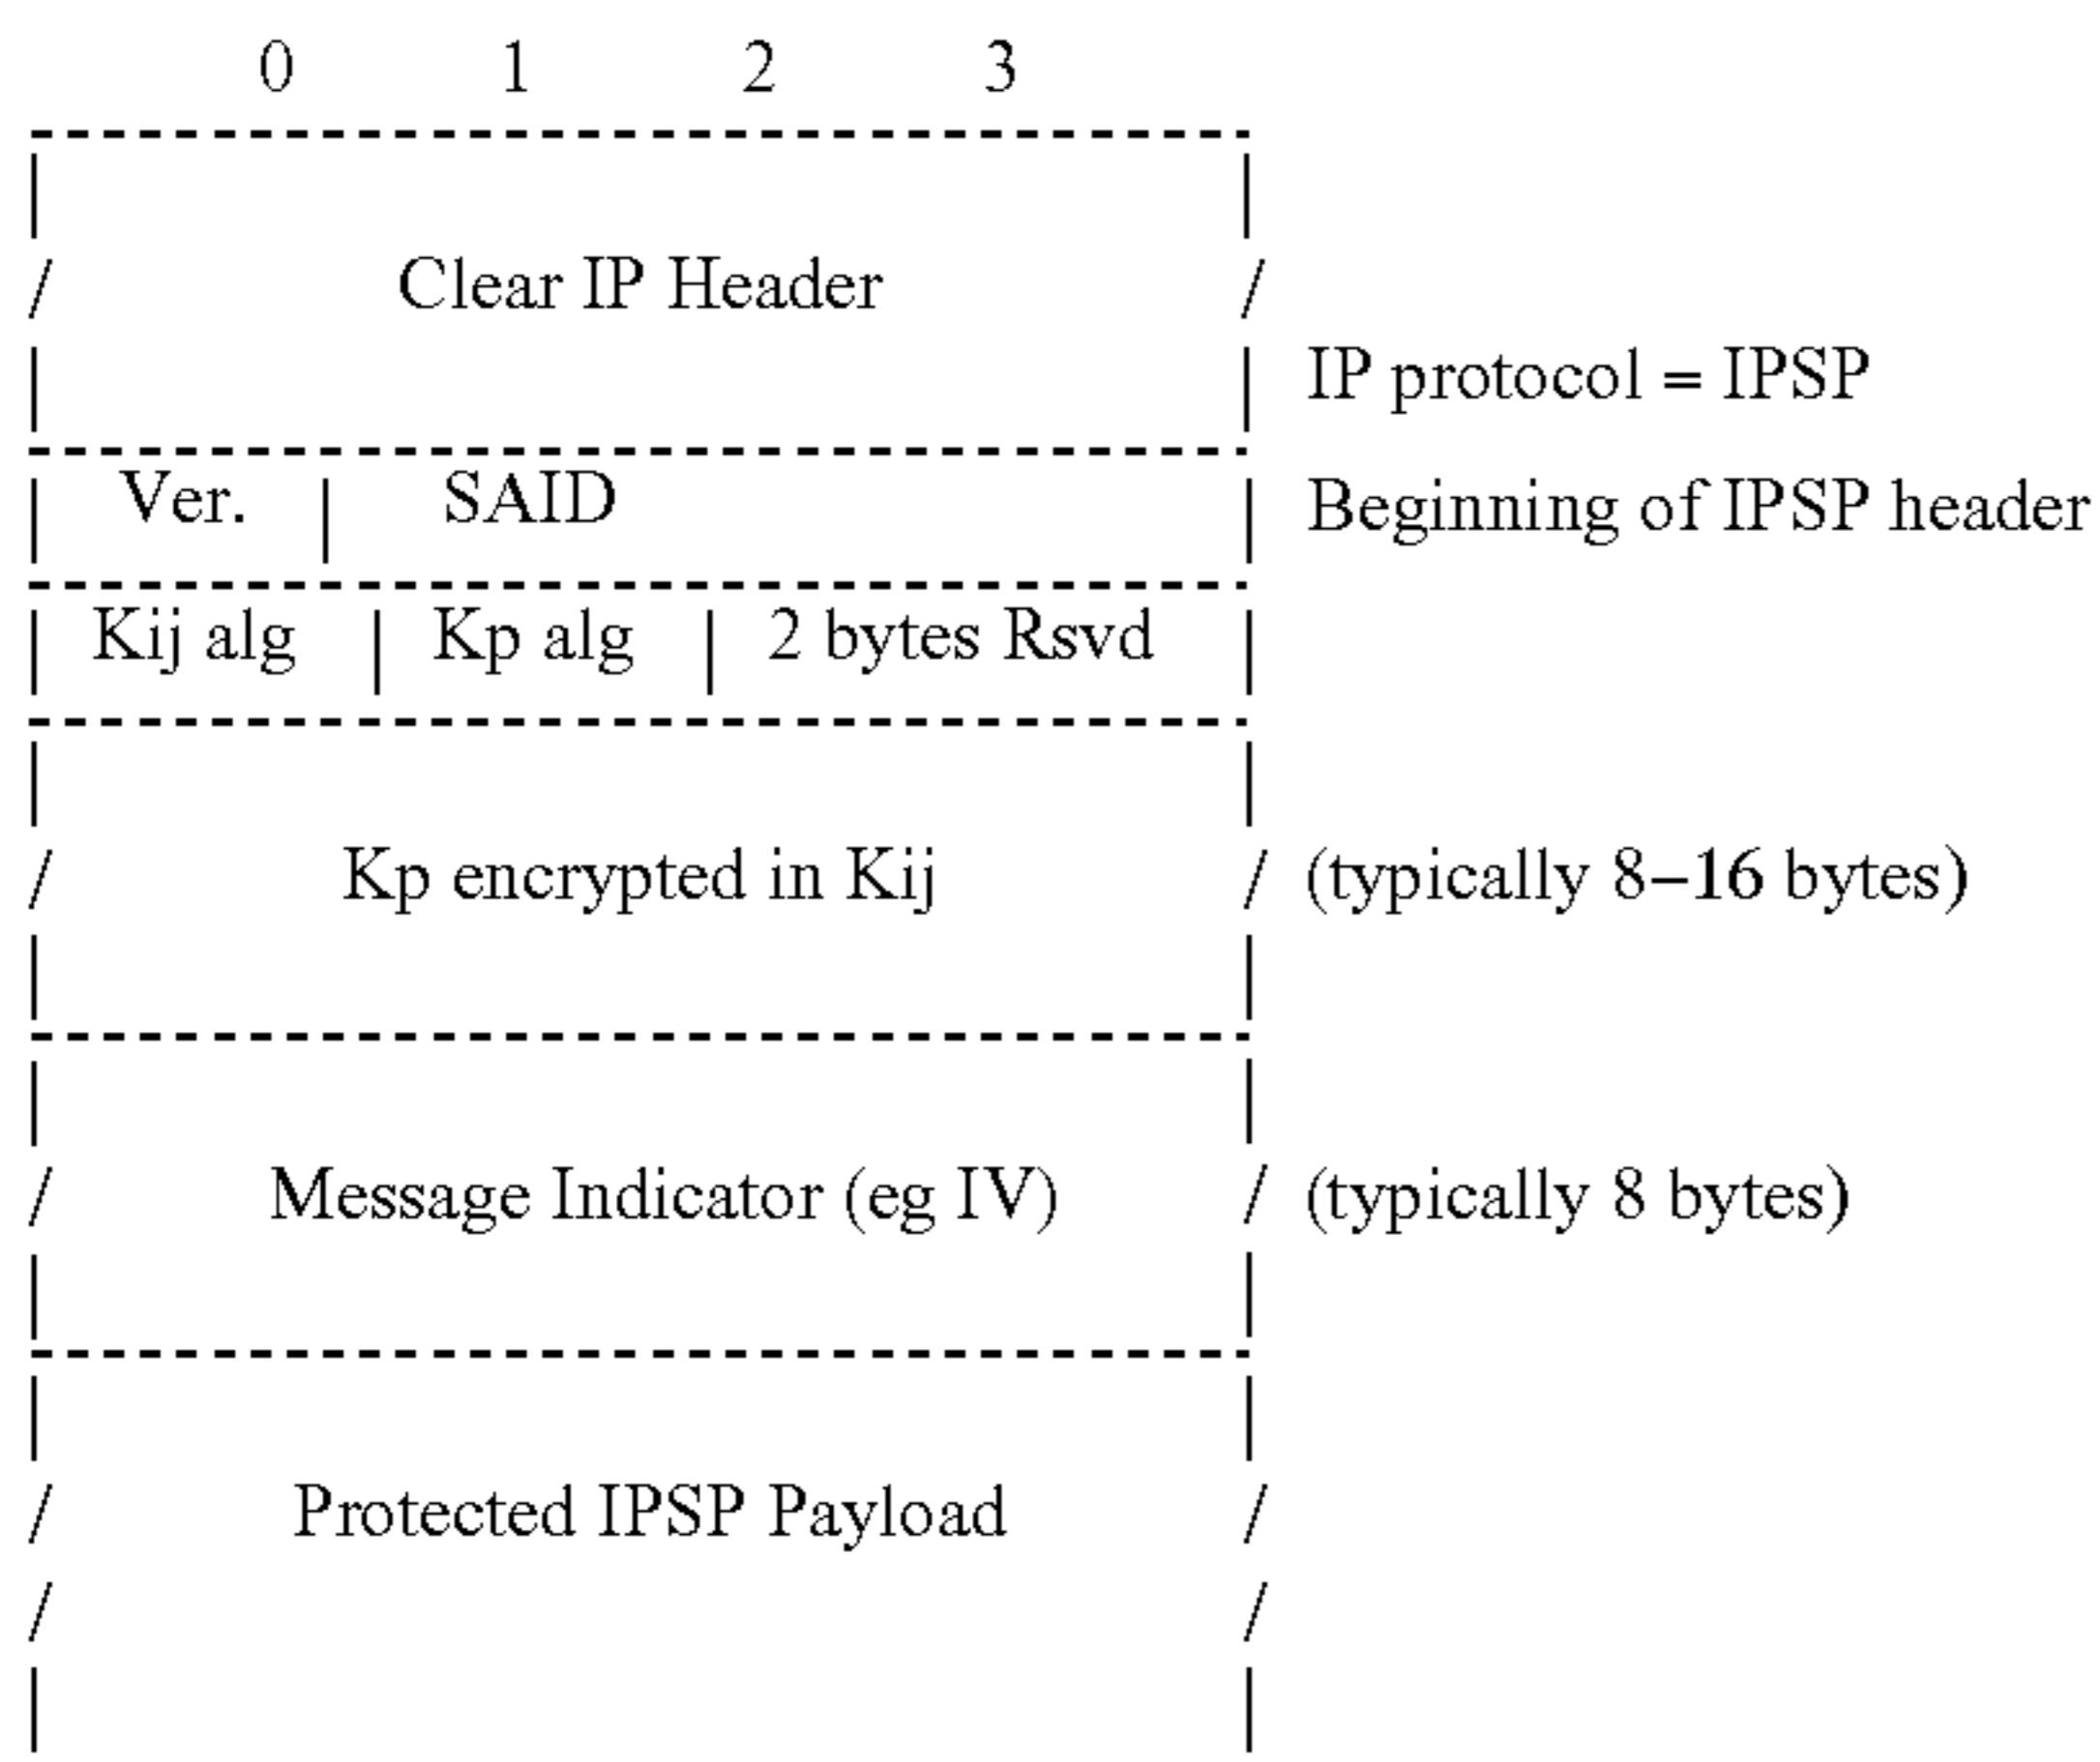 0 1 2 3
Clear IP Header
IP protocol = IPSP
Ver. | SAID Beginning of IPSP header
Kij alg | Kp alg | 2 bytes Rsvd
Kp encrypted in Kij (typically 8–16 bytes)
Message Indicator (eg IV) (typically 8 bytes)
Protected IPSP Payload